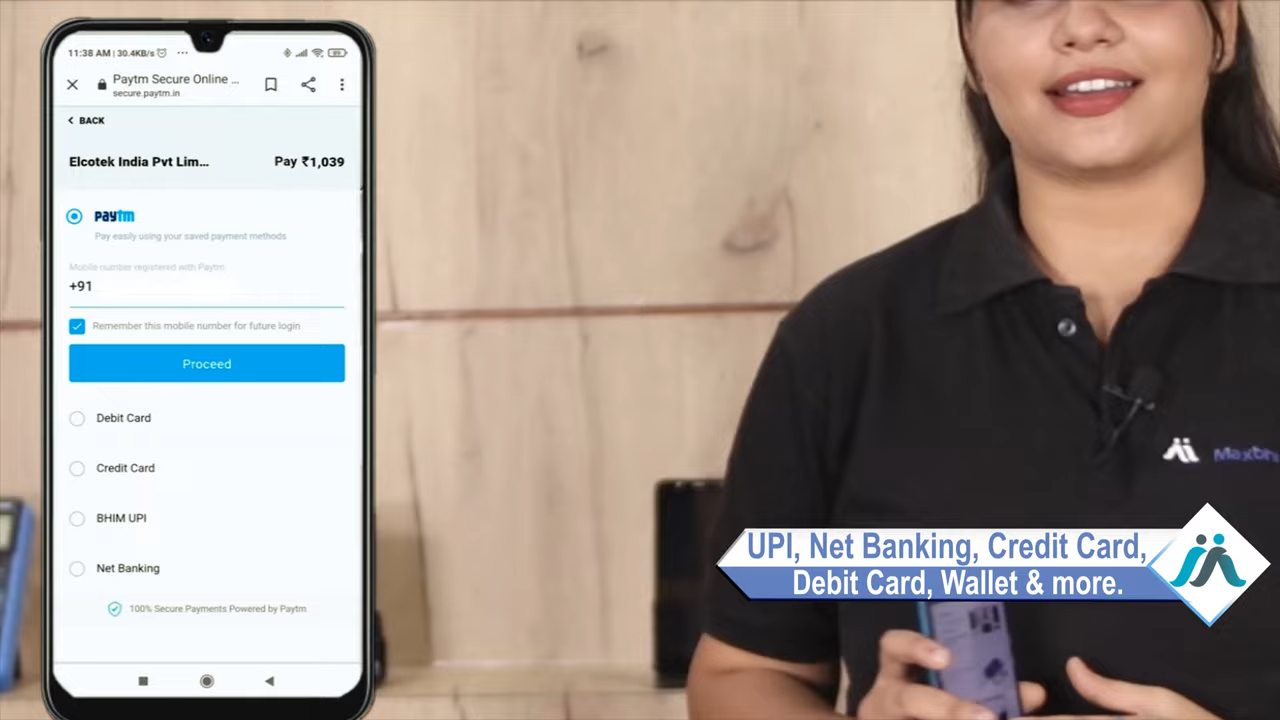 11:38 AM | 30.4KB/s
Paytm Secure Online ...
secure.paytm.in
BACK
Elcotek India Pvt Lim... Pay ₹1,039
paytm
Pay easily using your saved payment methods
Mobile number registered with Paytm
+91
Remember this mobile number for future login
Proceed
Debit Card
Credit Card
BHIM UPI
Net Banking
100% Secure Payments Powered by Paytm
Maxbhi
UPI, Net Banking, Credit Card,
Debit Card, Wallet & more.